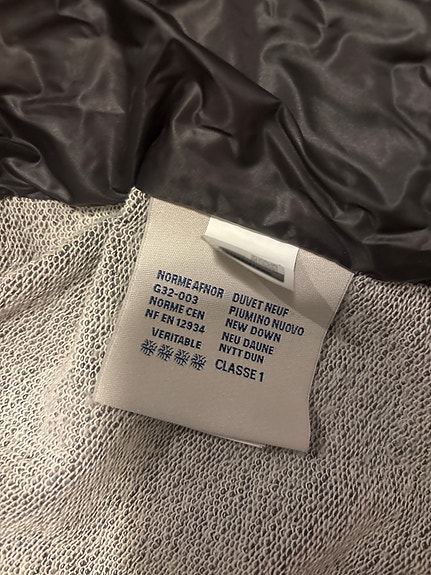 NORME AFNOR
G32-003
NORME CEN
NF EN 12934
VERITABLE
DUVET NEUF
PIUMINO NUOVO
NEW DOWN
NEU DAUNE
NYTT DUN
CLASSE 1